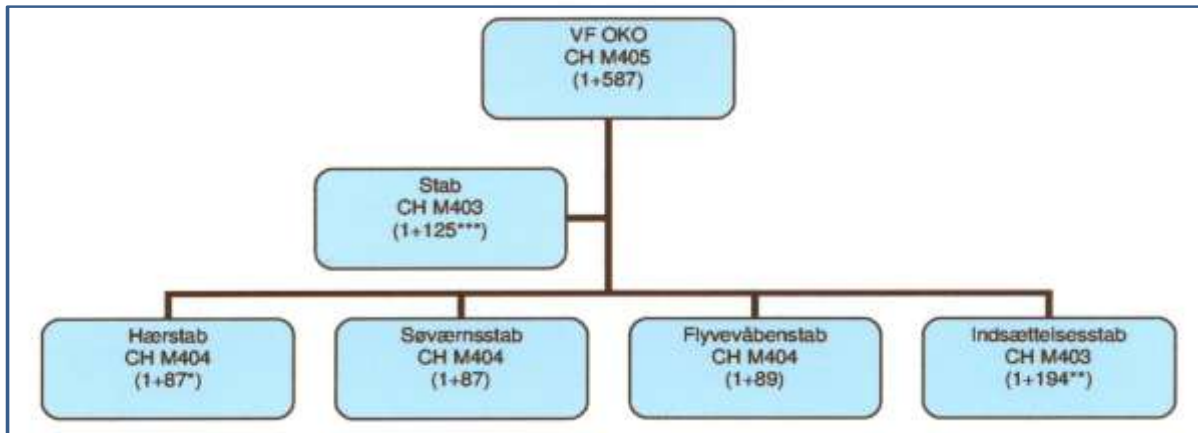 VF OKO
CH M405
(1+587)
Stab
CH M403
(1+125***)
Hærstab
CH M404
(1+87*)
Søværnsstab
CH M404
(1+87)
Flyvevåbenstab
CH M404
(1+89)
Indsættelsesstab
CH M403
(1+194**)